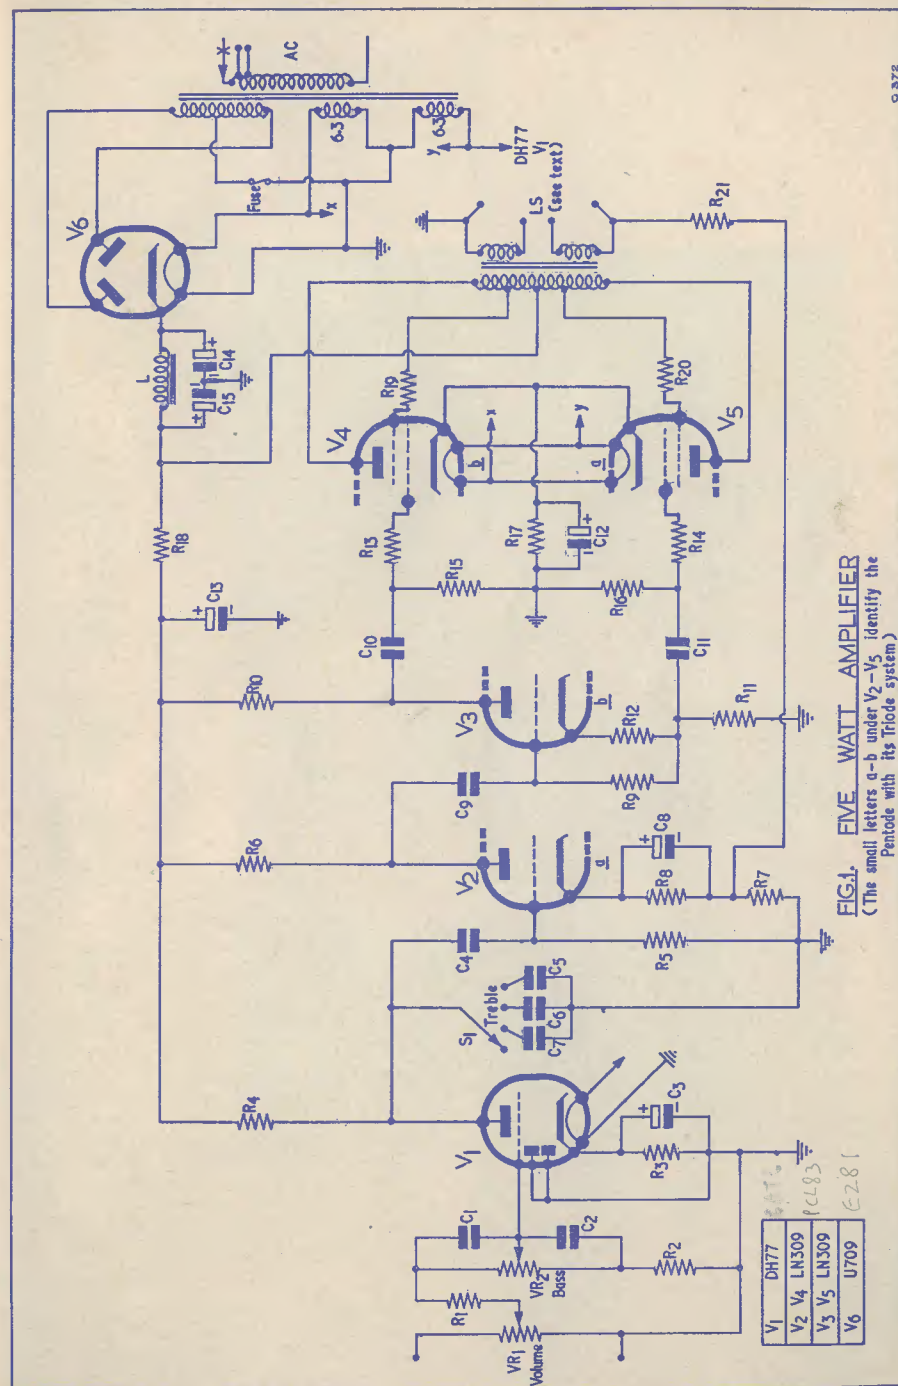 V6
AC
6·3
6·3
Fuse
x
y
DH77
V1
LS
(see text)
R21
L
C14
C15
R19
R20
V4
V5
x
y
b
a
R18
R13
R17
C12
R14
R15
R16
C13
C10
C11
R10
V3
b
R12
R11
R9
C9
R6
V2
a
C8
R8
R7
C4
R5
S1
Treble
C5
C6
C7
R4
V1
C3
R3
C1
C2
VR2
Bass
R2
R1
VR1
Volume
FIG.1. FIVE WATT AMPLIFIER
(The small letters a-b under V2-V5 identify the
Pentode with its Triode system)
V1 DH77
V2 V4 LN309 PCL83
V3 V5 LN309
V6 U709 EZ81